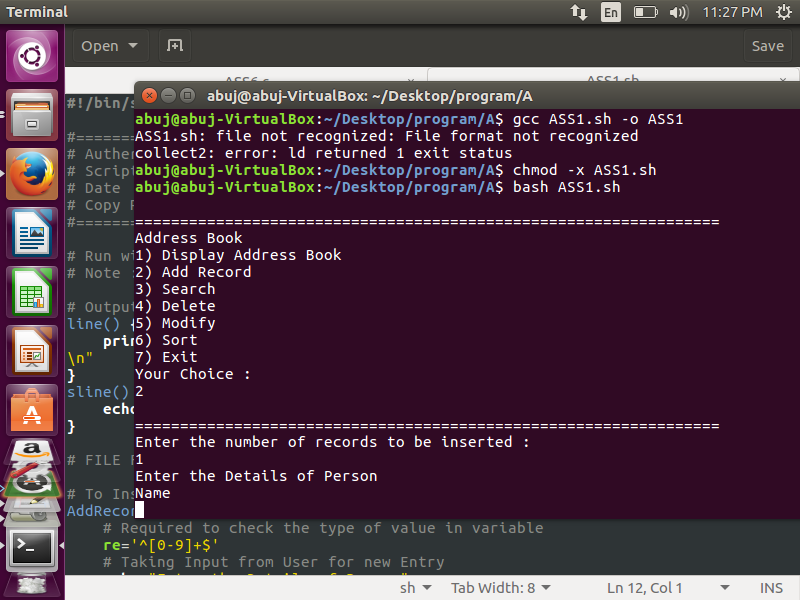 Terminal
En
11:27 PM
Open
Save
ASS1.sh
abuj@abuj-VirtualBox: ~/Desktop/program/A
#!/bin/s
#=======
# Auther
# Script
# Date
# Copy R
#=======
# Run wi
# Note :
# Output
line() {
prin
\n"
}
sline()
echo
}
# FILE
# To Ins
AddRecor
abuj@abuj-VirtualBox:~/Desktop/program/A$ gcc ASS1.sh -o ASS1
ASS1.sh: file not recognized: File format not recognized
collect2: error: ld returned 1 exit status
abuj@abuj-VirtualBox:~/Desktop/program/A$ chmod -x ASS1.sh
abuj@abuj-VirtualBox:~/Desktop/program/A$ bash ASS1.sh
=================================================================
Address Book
1) Display Address Book
2) Add Record
3) Search
4) Delete
5) Modify
6) Sort
7) Exit
Your Choice :
2
=================================================================
Enter the number of records to be inserted :
1
Enter the Details of Person
Name
# Required to check the type of value in variable
re='^[0-9]+$'
# Taking Input from User for new Entry
sh
Tab Width: 8
Ln 12, Col 1
INS